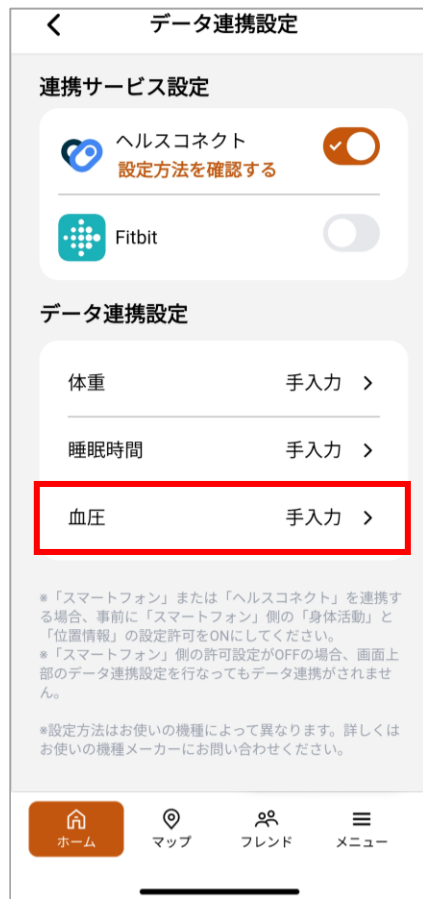 データ連携設定
連携サービス設定
ヘルスコネクト
設定方法を確認する
Fitbit
データ連携設定
体重 手入力
睡眠時間 手入力
血圧 手入力
※「スマートフォン」または「ヘルスコネクト」を連携す
る場合、事前に「スマートフォン」側の「身体活動」と
「位置情報」の設定許可をONにしてください。
※「スマートフォン」側の許可設定がOFFの場合、画面上
部のデータ連携設定を行なってもデータ連携がされませ
ん。
※設定方法はお使いの機種によって異なります。詳しくは
お使いの機種メーカーにお問い合わせください。
ホーム マップ フレンド メニュー